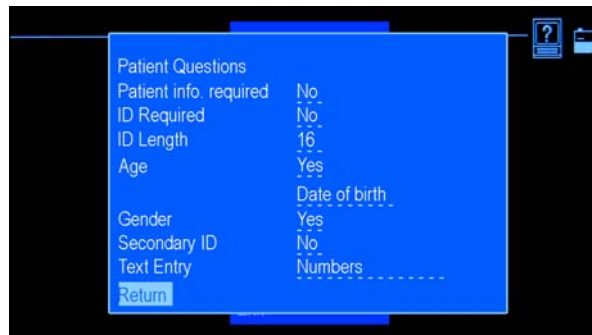 ?
Patient Questions
Patient info. required No
ID Required No
ID Length 16
Age Yes
Date of birth
Gender Yes
Secondary ID No
Text Entry Numbers
Return